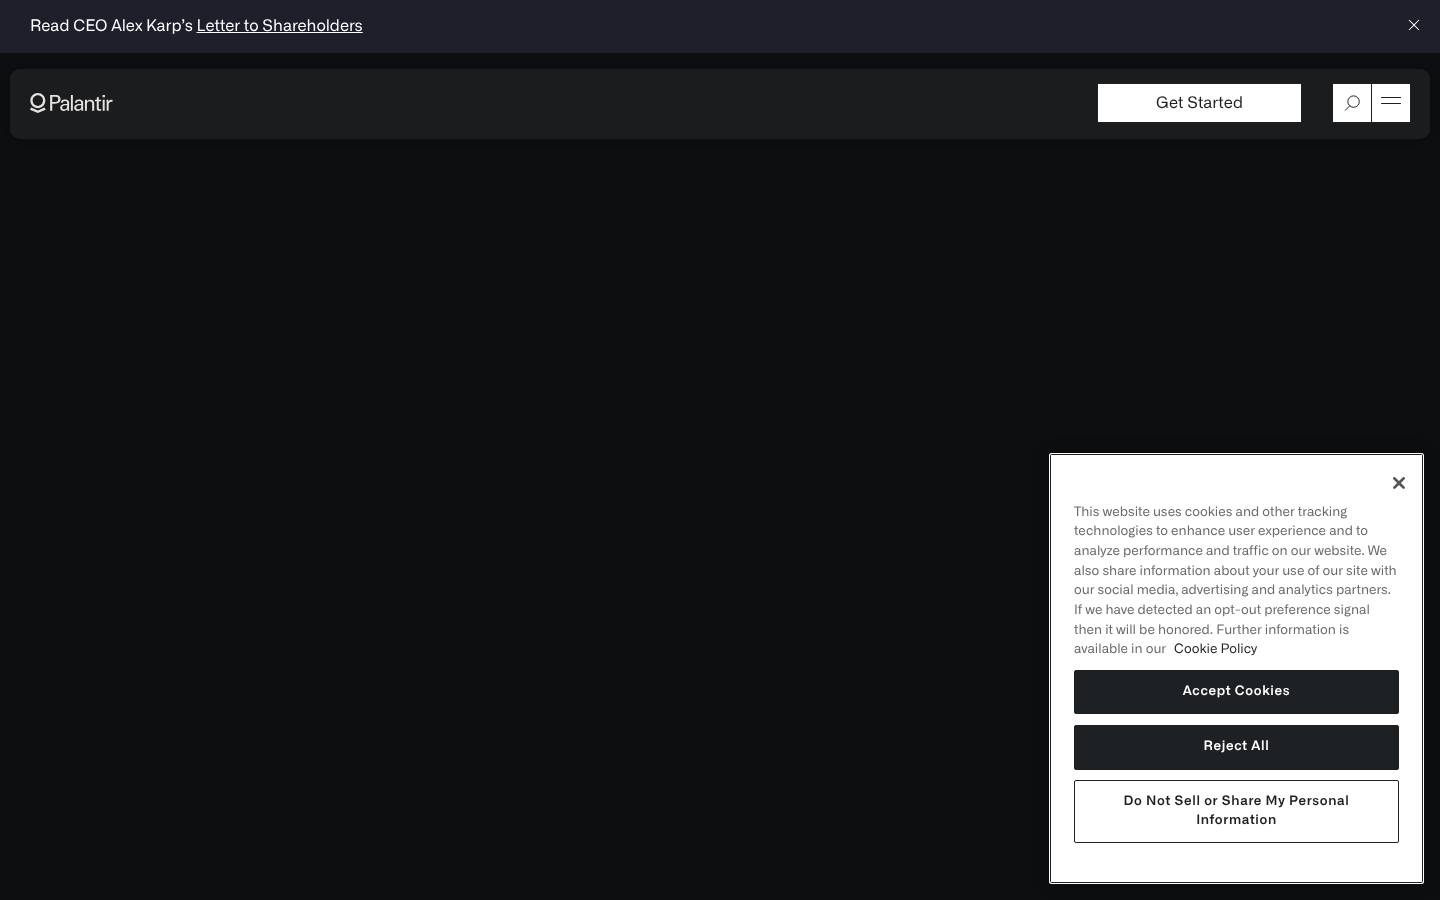 Read CEO Alex Karp’s Letter to Shareholders
Palantir
Get Started
This website uses cookies and other tracking
technologies to enhance user experience and to
analyze performance and traffic on our website. We
also share information about your use of our site with
our social media, advertising and analytics partners.
If we have detected an opt-out preference signal
then it will be honored. Further information is
available in our Cookie Policy
Accept Cookies
Reject All
Do Not Sell or Share My Personal
Information